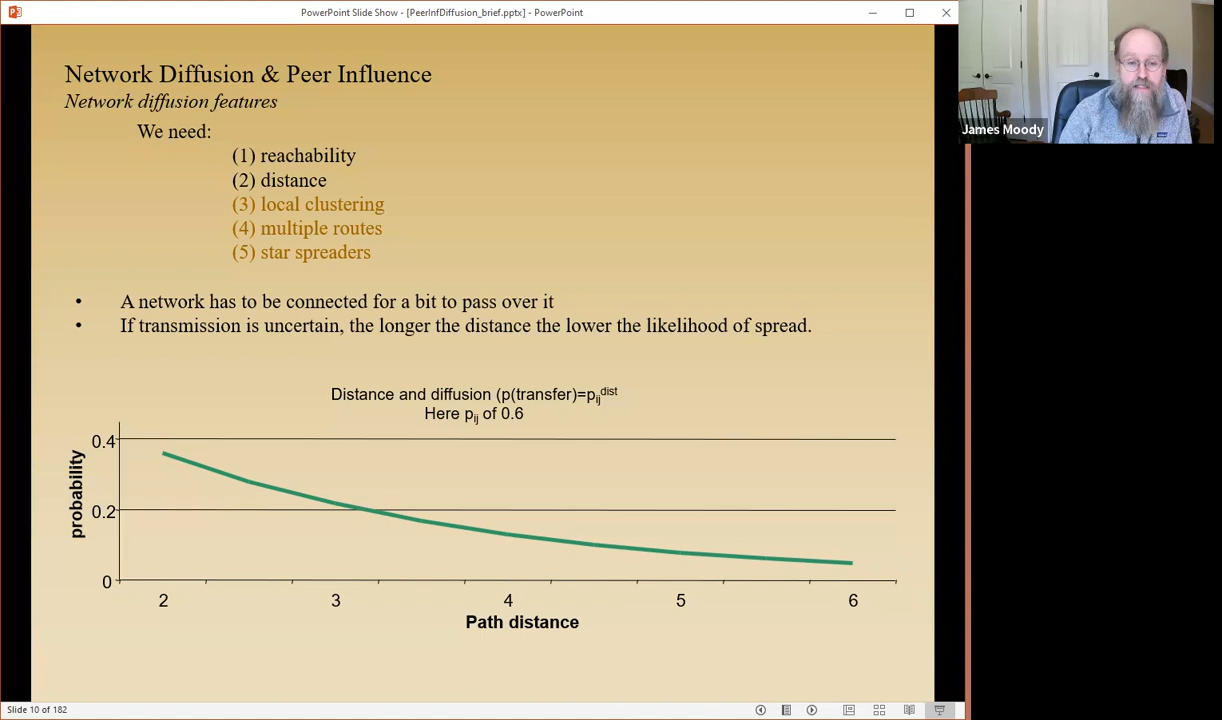 PowerPoint Slide Show - [PeerInfDiffusion_brief.pptx] - PowerPoint
Network Diffusion & Peer Influence
Network diffusion features
We need:
(1) reachability
(2) distance
(3) local clustering
(4) multiple routes
(5) star spreaders
• A network has to be connected for a bit to pass over it
• If transmission is uncertain, the longer the distance the lower the likelihood of spread.
Distance and diffusion (p(transfer)=pijdist
Here pij of 0.6
probability
0.4
0.2
0
2 3 4 5 6
Path distance
James Moody
Slide 10 of 182